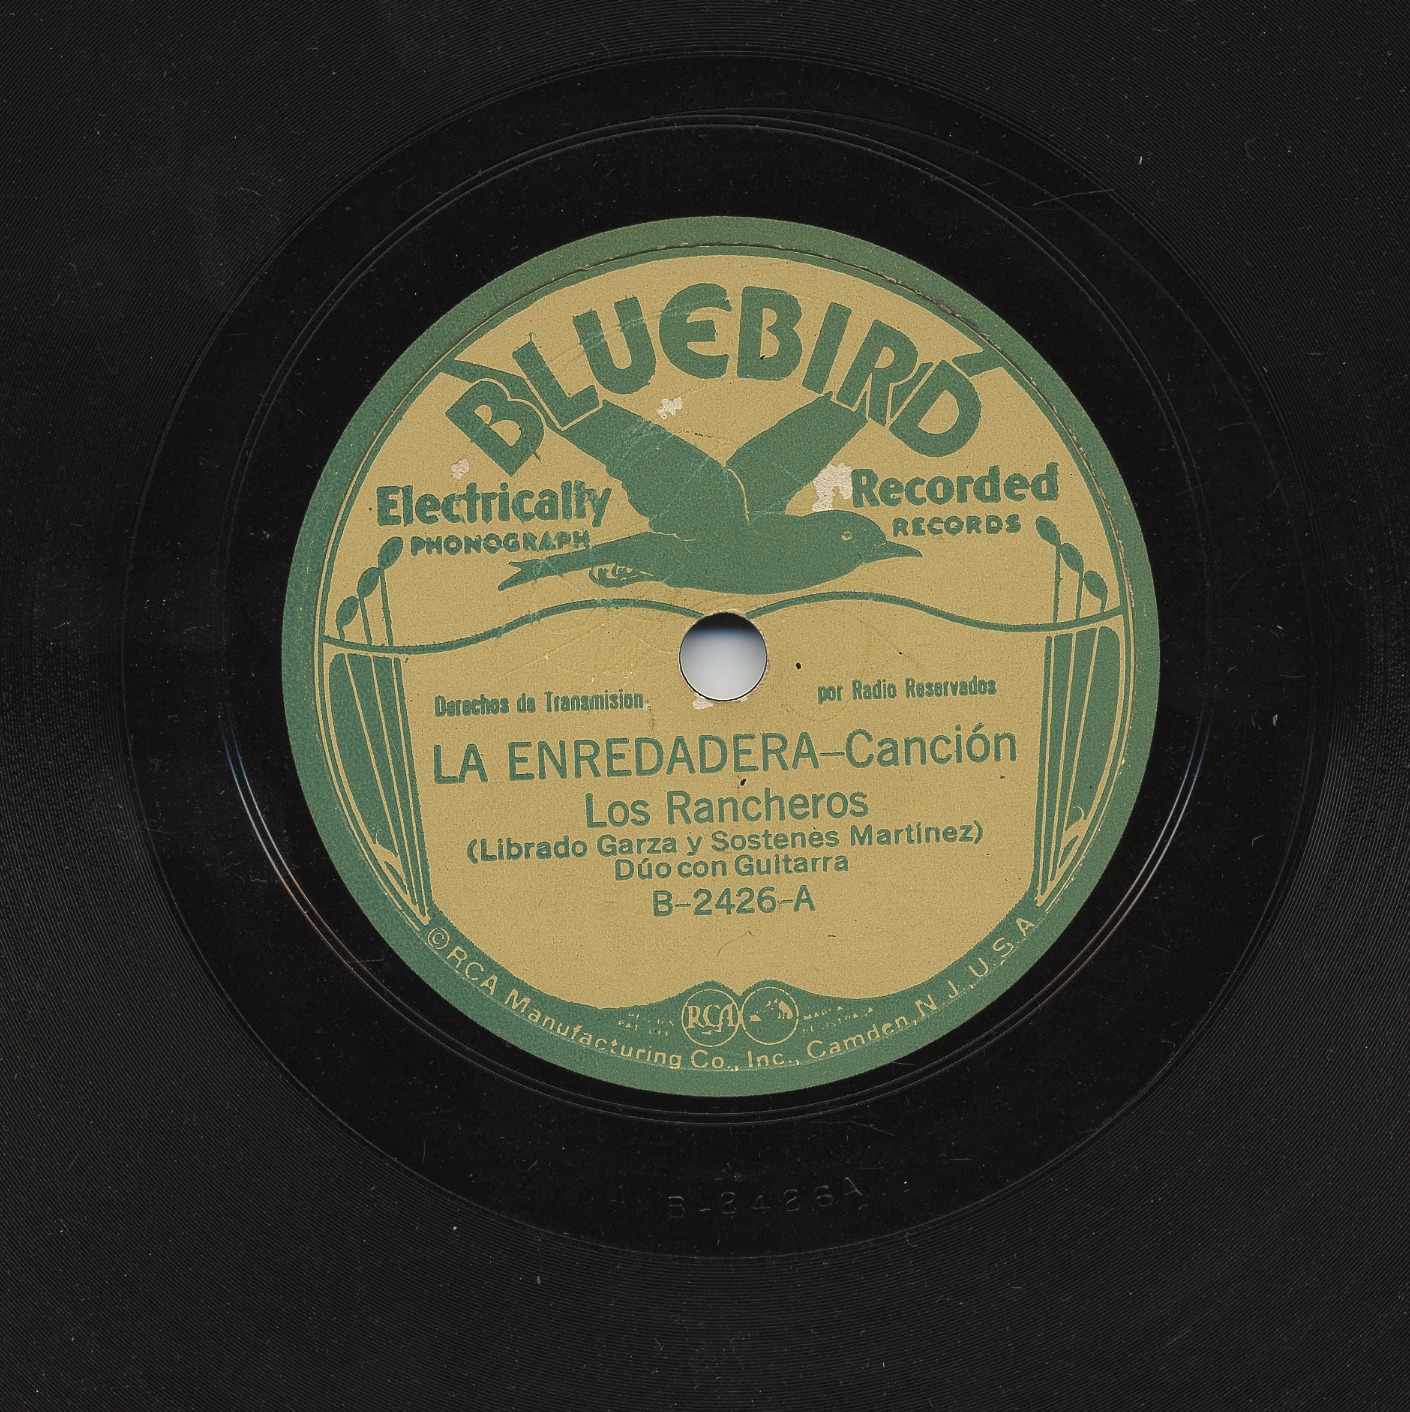 BLUEBIRD
Electrically Recorded
PHONOGRAPH RECORDS
Derechos de Transmision por Radio Reservados
LA ENREDADERA—Canción
Los Rancheros
(Librado Garza y Sostenes Martínez)
Dúo con Guitarra
B-2426-A
RCA
© RCA Manufacturing Co., Inc., Camden, N.J., U.S.A.
B-2426A